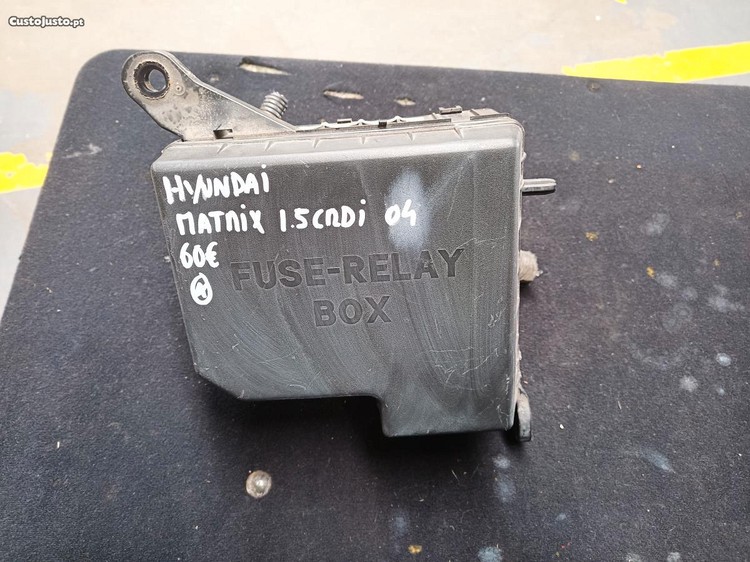 CustoJusto.pt
HYUNDAI
MATRIX 1.5CRDi 04
60€
N
FUSE-RELAY
BOX